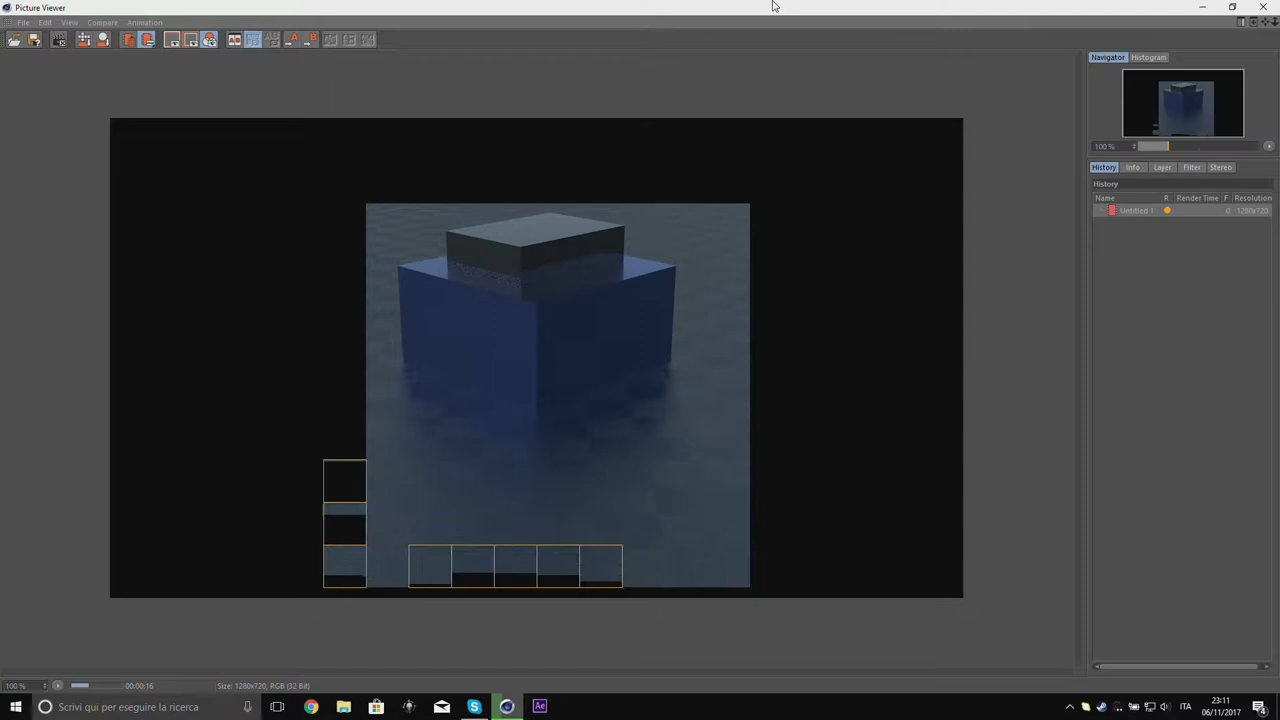 Picture Viewer
File Edit View Compare Animation
Navigator Histogram
100 %
History Info Layer Filter Stereo
History
Name R Render Time F Resolution
Untitled 1 0 1280x720
100 % 00:00:16 Size: 1280x720, RGB (32 Bit)
Scrivi qui per eseguire la ricerca
Ae
ITA
23:11
06/11/2017
4